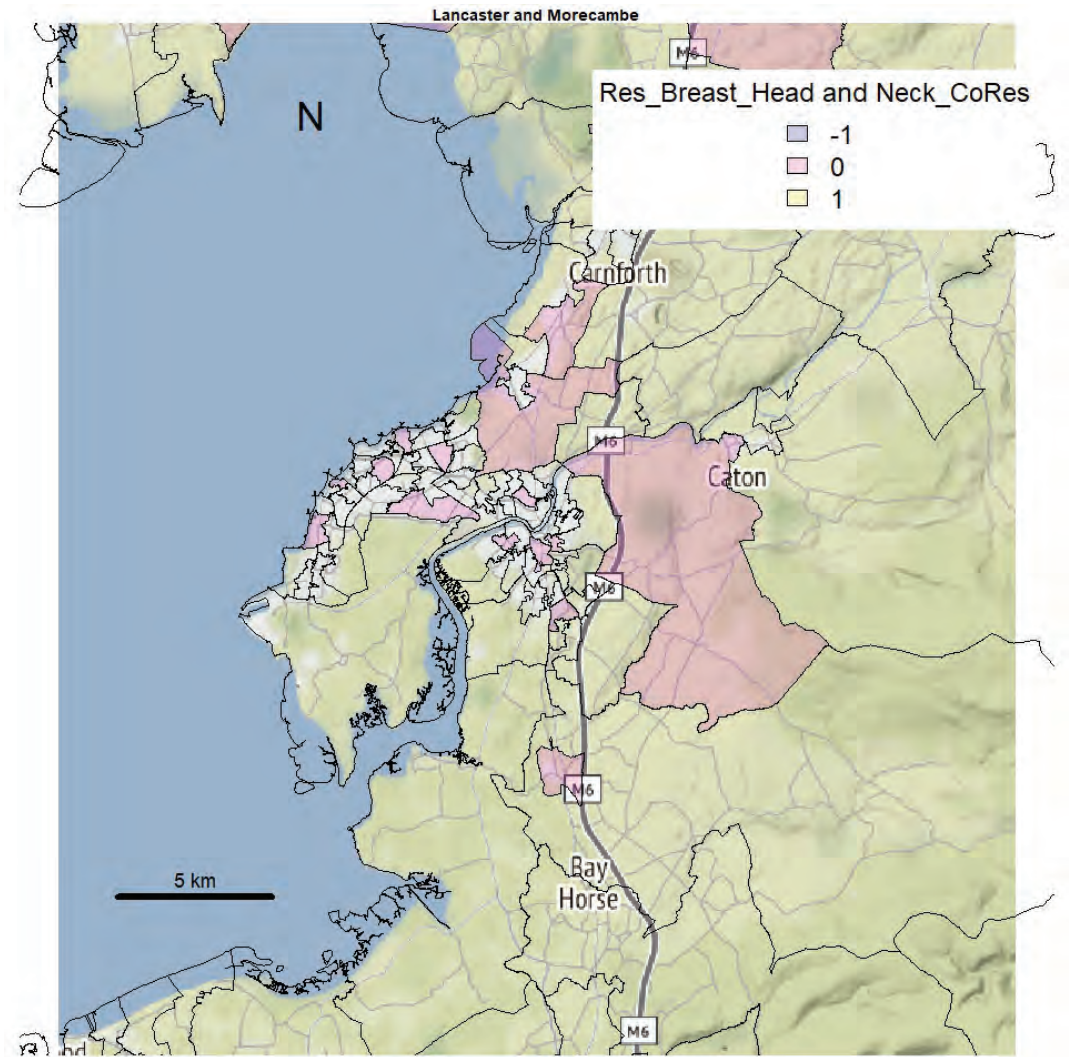 Lancaster and Morecambe
M6
Res_Breast_Head and Neck_CoRes
-1
0
1
N
Carnforth
M6
Caton
M6
M6
Bay
Horse
5 km
M6